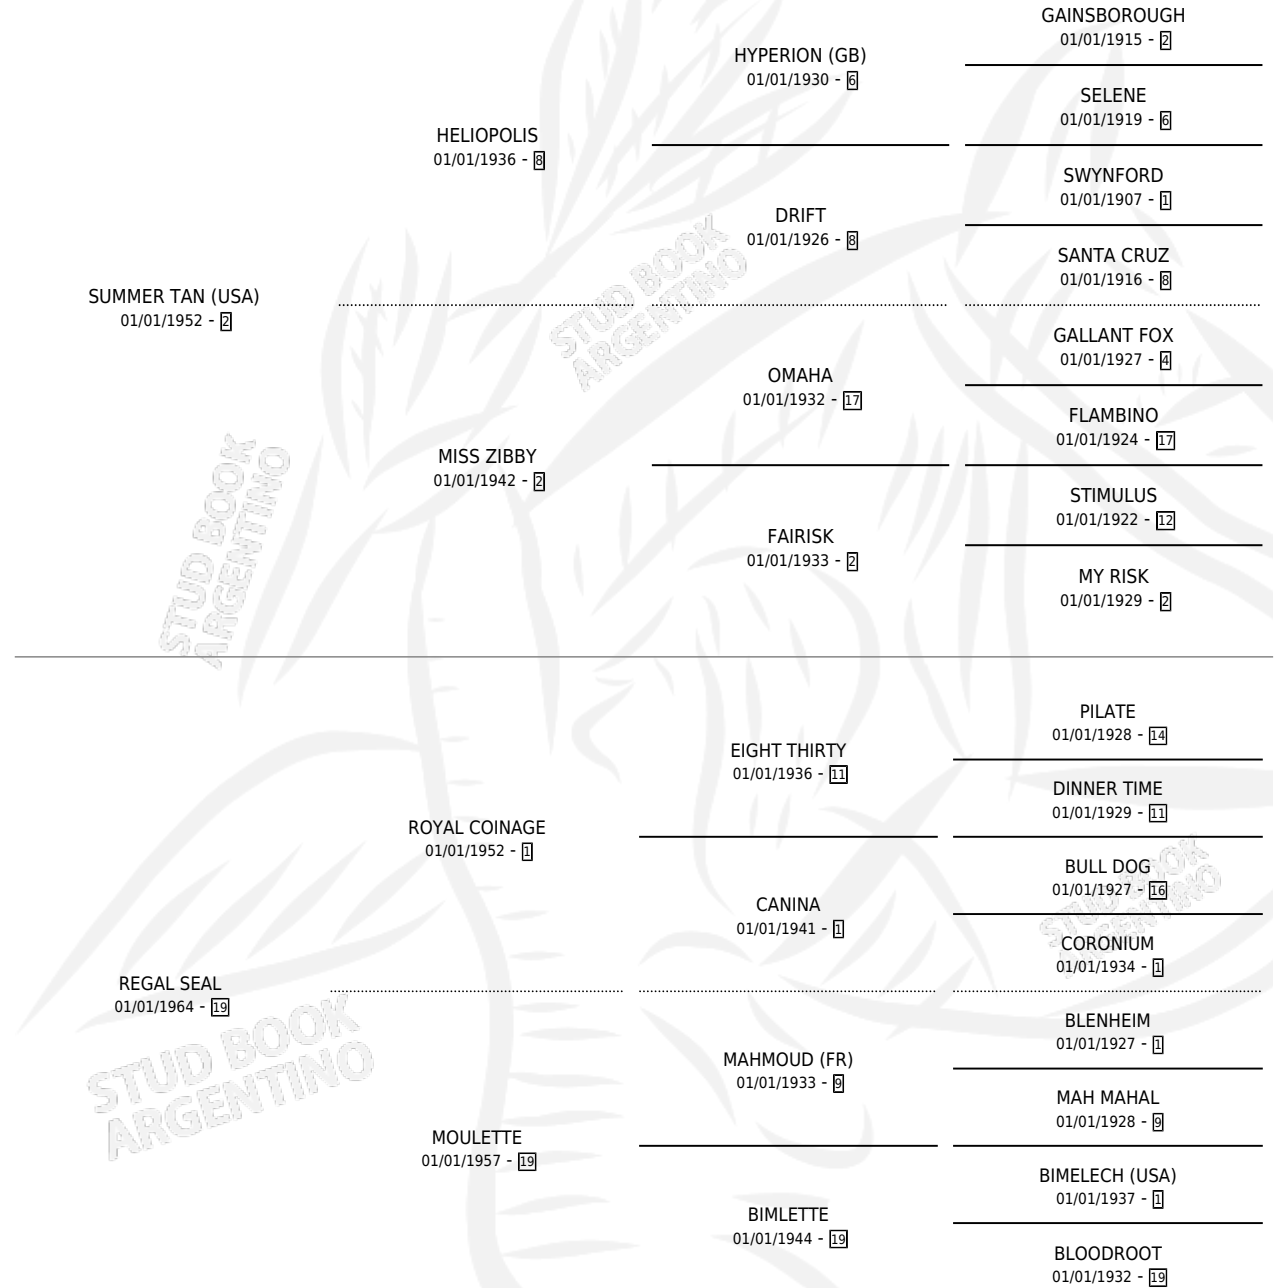 GAINSBOROUGH
01/01/1915 - 2
HYPERION (GB)
01/01/1930 - 6
SELENE
01/01/1919 - 6
HELIOPOLIS
01/01/1936 - 8
SWYNFORD
01/01/1907 - 1
DRIFT
01/01/1926 - 8
SANTA CRUZ
01/01/1916 - 8
SUMMER TAN (USA)
01/01/1952 - 2
GALLANT FOX
01/01/1927 - 4
OMAHA
01/01/1932 - 17
FLAMBINO
01/01/1924 - 17
MISS ZIBBY
01/01/1942 - 2
STIMULUS
01/01/1922 - 12
FAIRISK
01/01/1933 - 2
MY RISK
01/01/1929 - 2
PILATE
01/01/1928 - 14
EIGHT THIRTY
01/01/1936 - 11
DINNER TIME
01/01/1929 - 11
ROYAL COINAGE
01/01/1952 - 1
BULL DOG
01/01/1927 - 16
CANINA
01/01/1941 - 1
CORONIUM
01/01/1934 - 1
REGAL SEAL
01/01/1964 - 19
BLENHEIM
01/01/1927 - 1
MAHMOUD (FR)
01/01/1933 - 9
MAH MAHAL
01/01/1928 - 9
MOULETTE
01/01/1957 - 19
BIMELECH (USA)
01/01/1937 - 1
BIMLETTE
01/01/1944 - 19
BLOODROOT
01/01/1932 - 19
STUD BOOK
ARGENTINO
STUD BOOK
ARGENTINO
STUD BOOK
ARGENTINO
STUD BOOK
ARGENTINO